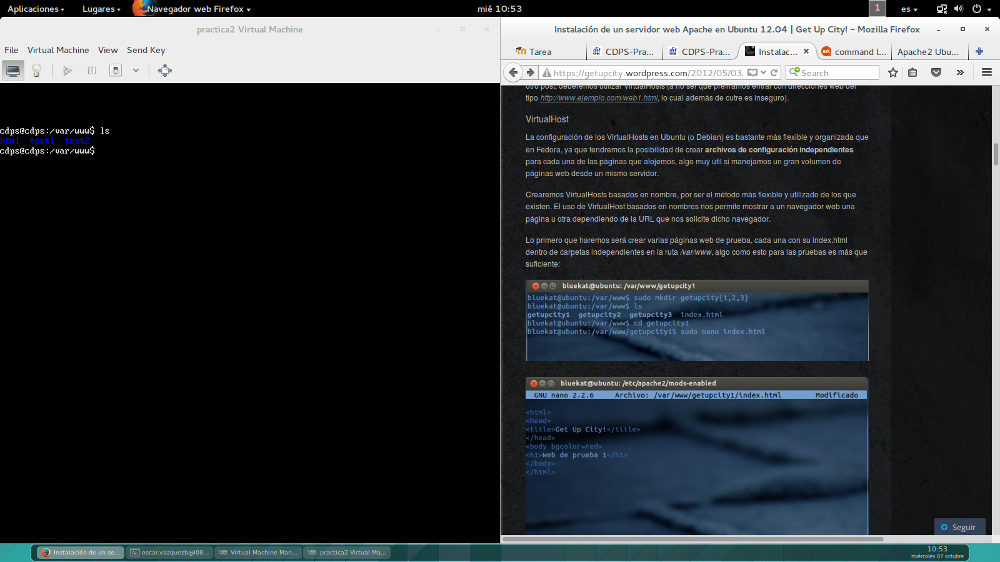 Aplicaciones ▾ Lugares ▾ Navegador web Firefox ▾ mié 10:53 1 es ▾
practica2 Virtual Machine
File Virtual Machine View Send Key
cdps@cdps:/var/www$ ls
html test1 test2
cdps@cdps:/var/www$
Instalación de un servidor web Apache en Ubuntu 12.04 | Get Up City! – Mozilla Firefox
Tarea CDPS-Pra... CDPS-Pra... Instalac... command l... Apache2 Ubu...
https://getupcity.wordpress.com/2012/05/03, Search
otro post, deberemos utilizar VirtualHosts (a no ser que prefiramos entrar con direcciones web del
tipo http://www.ejemplo.com/web1.html, lo cual además de cutre es inseguro).
VirtualHost
La configuración de los VirtualHosts en Ubuntu (o Debian) es bastante más flexible y organizada que
en Fedora, ya que tendremos la posibilidad de crear archivos de configuración independientes
para cada una de las páginas que alojemos, algo muy útil si manejamos un gran volumen de
páginas web desde un mismo servidor.
Crearemos VirtualHosts basados en nombre, por ser el método más flexible y utilizado de los que
existen. El uso de VirtualHost basados en nombres nos permite mostrar a un navegador web una
página u otra dependiendo de la URL que nos solicite dicho navegador.
Lo primero que haremos será crear varias páginas web de prueba, cada una con su index.html
dentro de carpetas independientes en la ruta /var/www, algo como esto para las pruebas es más que
suficiente:
bluekat@ubuntu: /var/www/getupcity1
bluekat@ubuntu:/var/www$ sudo mkdir getupcity{1,2,3}
bluekat@ubuntu:/var/www$ ls
getupcity1 getupcity2 getupcity3 index.html
bluekat@ubuntu:/var/www$ cd getupcity1
bluekat@ubuntu:/var/www/getupcity1$ sudo nano index.html
bluekat@ubuntu: /etc/apache2/mods-enabled
GNU nano 2.2.6 Archivo: /var/www/getupcity1/index.html Modificado
<html>
<head>
<title>Get Up City!</title>
</head>
<body bgcolor=red>
<h1>Web de prueba 1</h1>
</body>
</html>
Seguir
Instalación de un se... oscar.vazquezb@l08... Virtual Machine Man... practica2 Virtual Ma... 10:53
miércoles 07 octubre